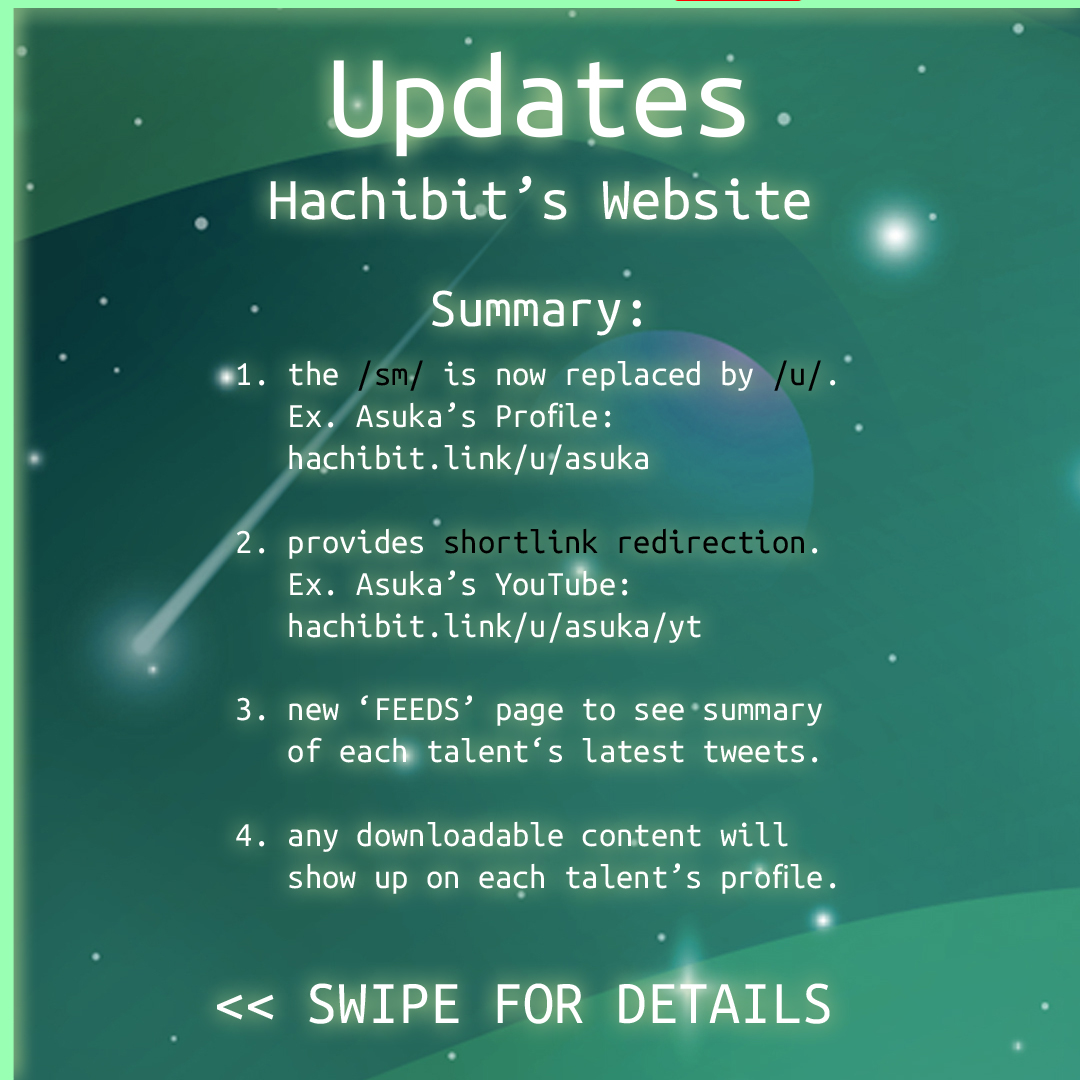 Updates
Hachibit’s Website
Summary:
1. the /sm/ is now replaced by /u/.
Ex. Asuka’s Profile:
hachibit.link/u/asuka
2. provides shortlink redirection.
Ex. Asuka’s YouTube:
hachibit.link/u/asuka/yt
3. new ‘FEEDS’ page to see summary
of each talent‘s latest tweets.
4. any downloadable content will
show up on each talent’s profile.
<< SWIPE FOR DETAILS